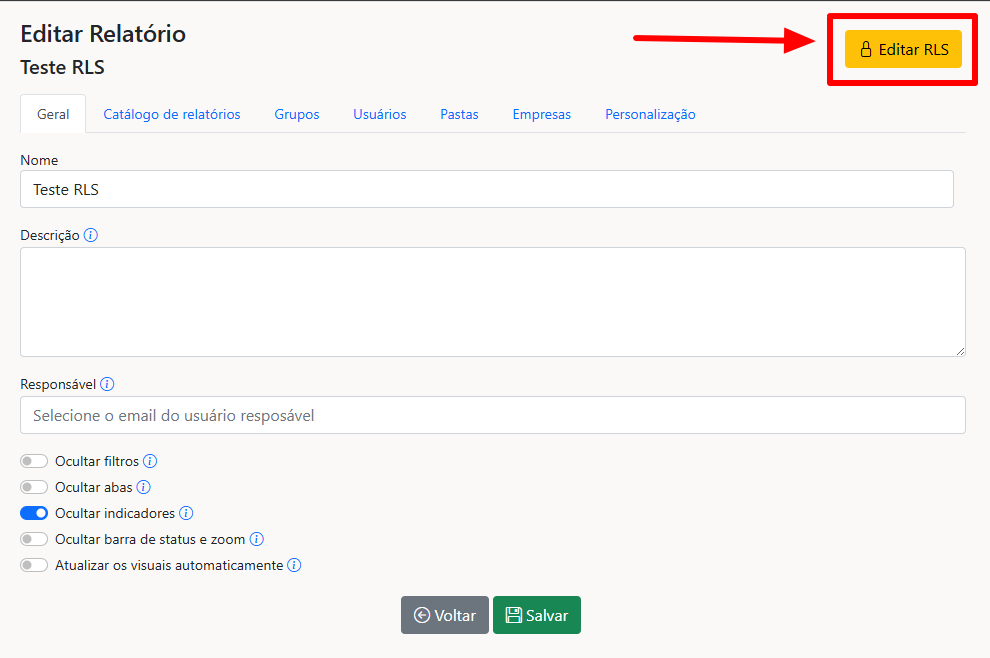 Editar Relatório
Editar RLS
Teste RLS
Geral Catálogo de relatórios Grupos Usuários Pastas Empresas Personalização
Nome
Teste RLS
Descrição
Responsável
Selecione o email do usuário resposável
Ocultar filtros
Ocultar abas
Ocultar indicadores
Ocultar barra de status e zoom
Atualizar os visuais automaticamente
Voltar Salvar